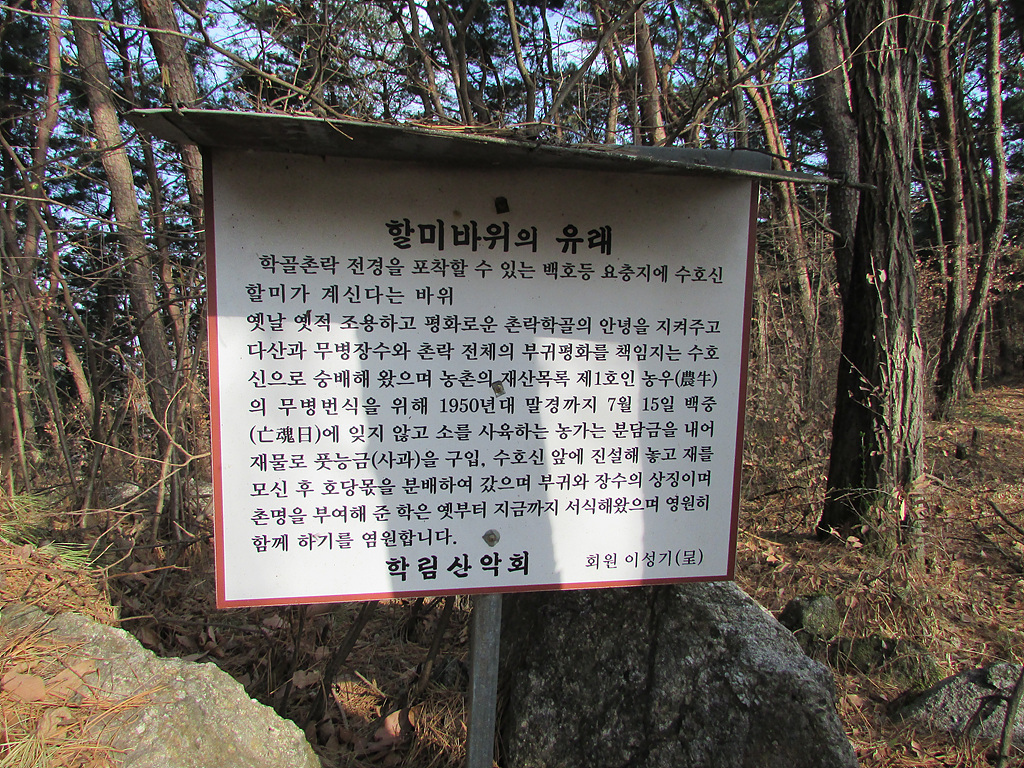 할미바위의 유래
학골촌락 전경을 포착할 수 있는 백호등 요충지에 수호신
할미가 계신다는 바위
옛날 옛적 조용하고 평화로운 촌락학골의 안녕을 지켜주고
다산과 무병장수와 촌락 전체의 부귀평화를 책임지는 수호
신으로 숭배해 왔으며 농촌의 재산목록 제1호인 농우(農牛)
의 무병번식을 위해 1950년대 말경까지 7월 15일 백중
(亡魂日)에 잊지 않고 소를 사육하는 농가는 분담금을 내어
재물로 풋능금(사과)을 구입, 수호신 앞에 진설해 놓고 재를
모신 후 호당몫을 분배하여 갔으며 부귀와 장수의 상징이며
촌명을 부여해 준 학은 옛부터 지금까지 서식해왔으며 영원히
함께 하기를 염원합니다.
학림산악회 회원 이성기(呈)